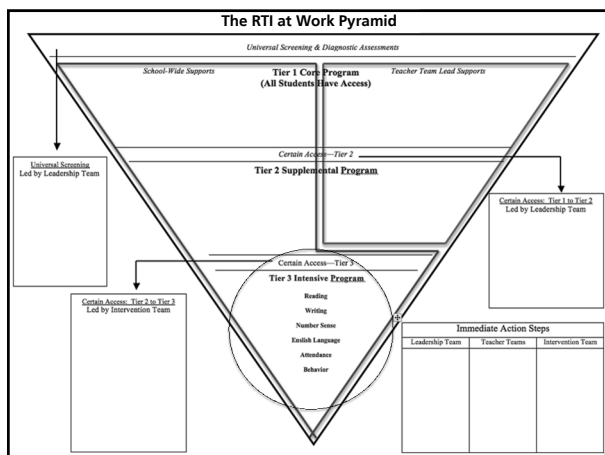 The RTI at Work Pyramid
Universal Screening & Diagnostic Assessments
School-Wide Supports
Tier 1 Core Program
(All Students Have Access)
Teacher Team Lead Supports
Certain Access—Tier 2
Tier 2 Supplemental Program
Universal Screening
Led by Leadership Team
Certain Access: Tier 1 to Tier 2
Led by Leadership Team
Certain Access—Tier 3
Tier 3 Intensive Program
Reading
Writing
Number Sense
Enslish Language
Attendance
Behavior
Certain Access: Tier 2 to Tier 3
Led by Intervention Team
Immediate Action Steps
Leadership Team
Teacher Teams
Intervention Team